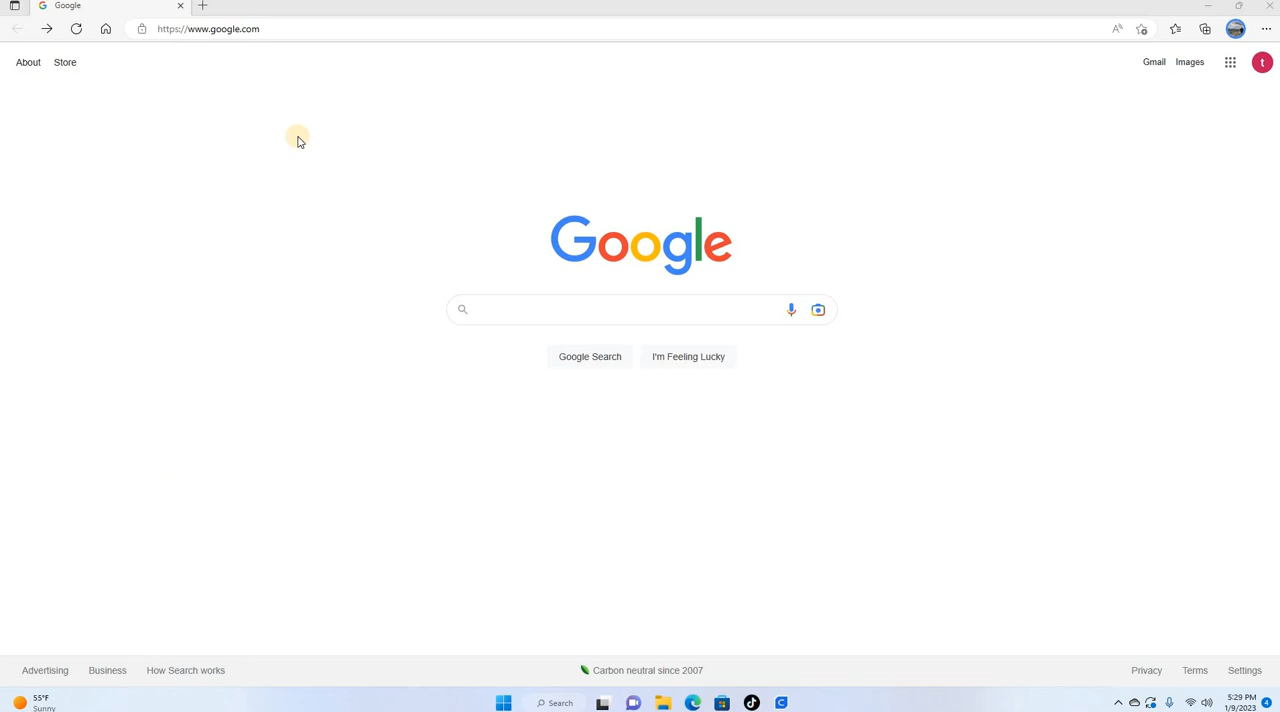 Google
https://www.google.com
About Store
Gmail Images
t
Google
Google Search I'm Feeling Lucky
Advertising Business How Search works
Carbon neutral since 2007
Privacy Terms Settings
55°F
Sunny
Search
5:29 PM
1/9/2023
4